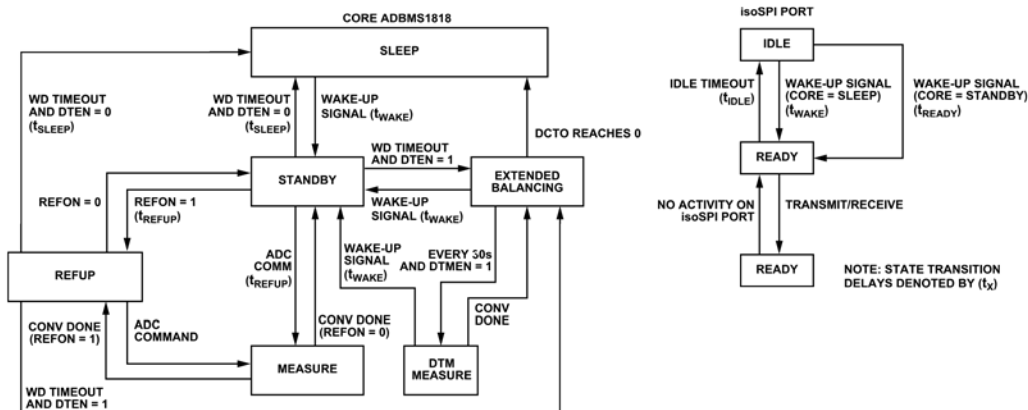 CORE ADBMS1818
SLEEP
WD TIMEOUT
AND DTEN = 0
(tSLEEP)
WD TIMEOUT
AND DTEN = 0
(tSLEEP)
WAKE-UP
SIGNAL (tWAKE)
DCTO REACHES 0
WD TIMEOUT
AND DTEN = 1
STANDBY
EXTENDED
BALANCING
WAKE-UP
SIGNAL (tWAKE)
REFON = 0
REFON = 1
(tREFUP)
REFUP
ADC
COMM
(tREFUP)
WAKE-UP
SIGNAL
(tWAKE)
EVERY 30s
AND DTMEN = 1
CONV DONE
(REFON = 1)
ADC
COMMAND
CONV DONE
(REFON = 0)
CONV
DONE
MEASURE
DTM
MEASURE
WD TIMEOUT
AND DTEN = 1
isoSPI PORT
IDLE
IDLE TIMEOUT
(tIDLE)
WAKE-UP SIGNAL
(CORE = SLEEP)
(tWAKE)
WAKE-UP SIGNAL
(CORE = STANDBY)
(tREADY)
READY
NO ACTIVITY ON
isoSPI PORT
TRANSMIT/RECEIVE
READY
NOTE: STATE TRANSITION
DELAYS DENOTED BY (tX)